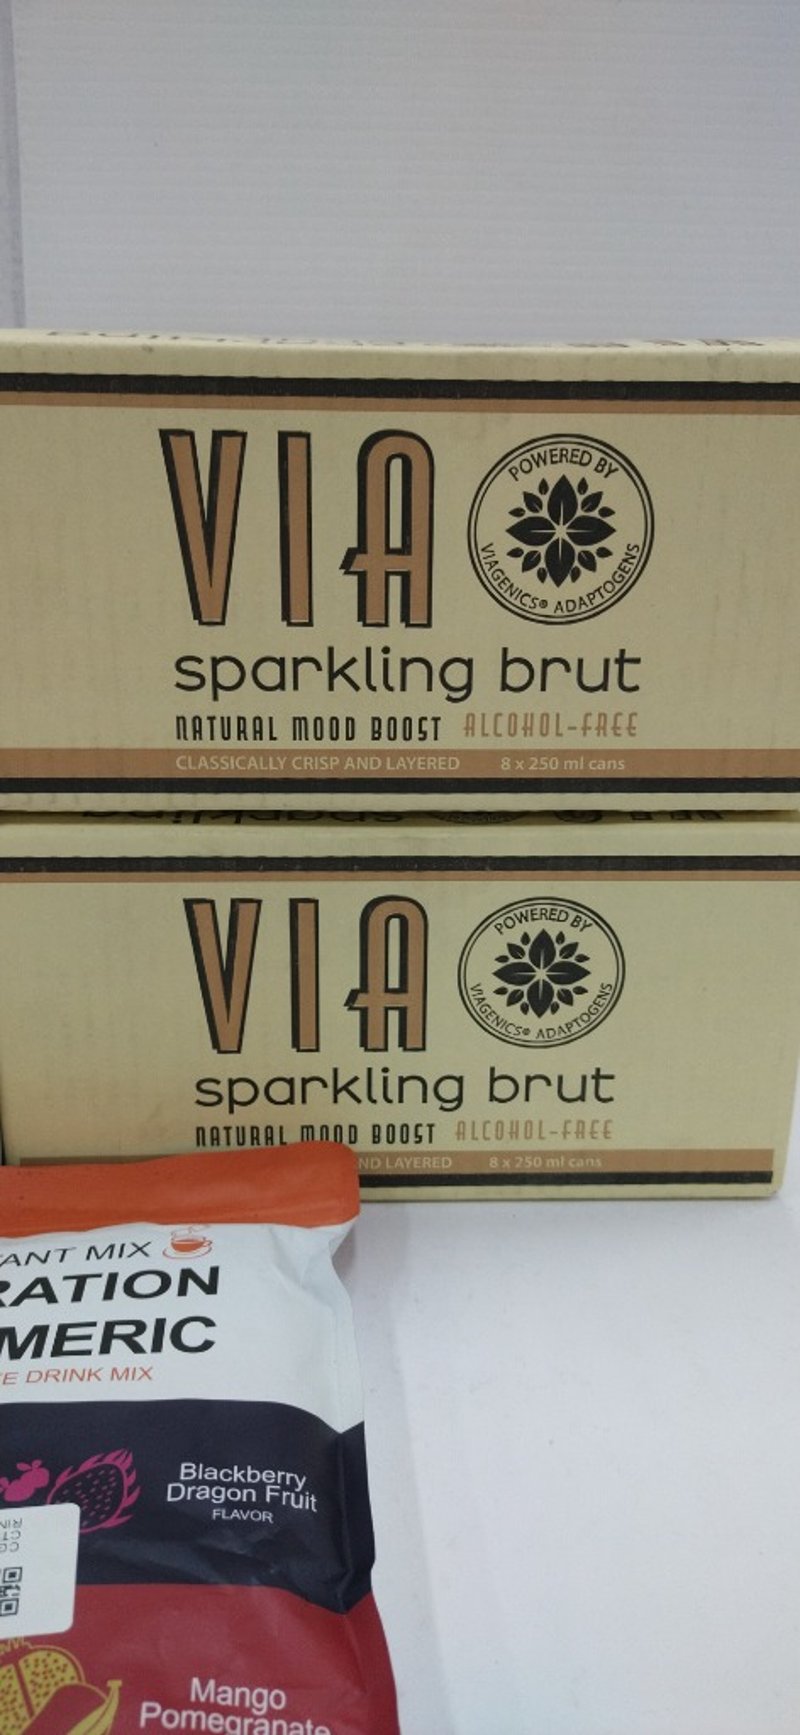 VIA
POWERED BY
VIAGENICS® ADAPTOGENS
sparkling brut
NATURAL MOOD BOOST ALCOHOL-FREE
CLASSICALLY CRISP AND LAYERED 8 x 250 ml cans
sparkling
VIA
POWERED BY
VIAGENICS® ADAPTOGENS
sparkling brut
NATURAL MOOD BOOST ALCOHOL-FREE
ND LAYERED 8 x 250 ml cans
ANT MIX
RATION
MERIC
E DRINK MIX
Blackberry
Dragon Fruit
FLAVOR
Mango
Pomegranate